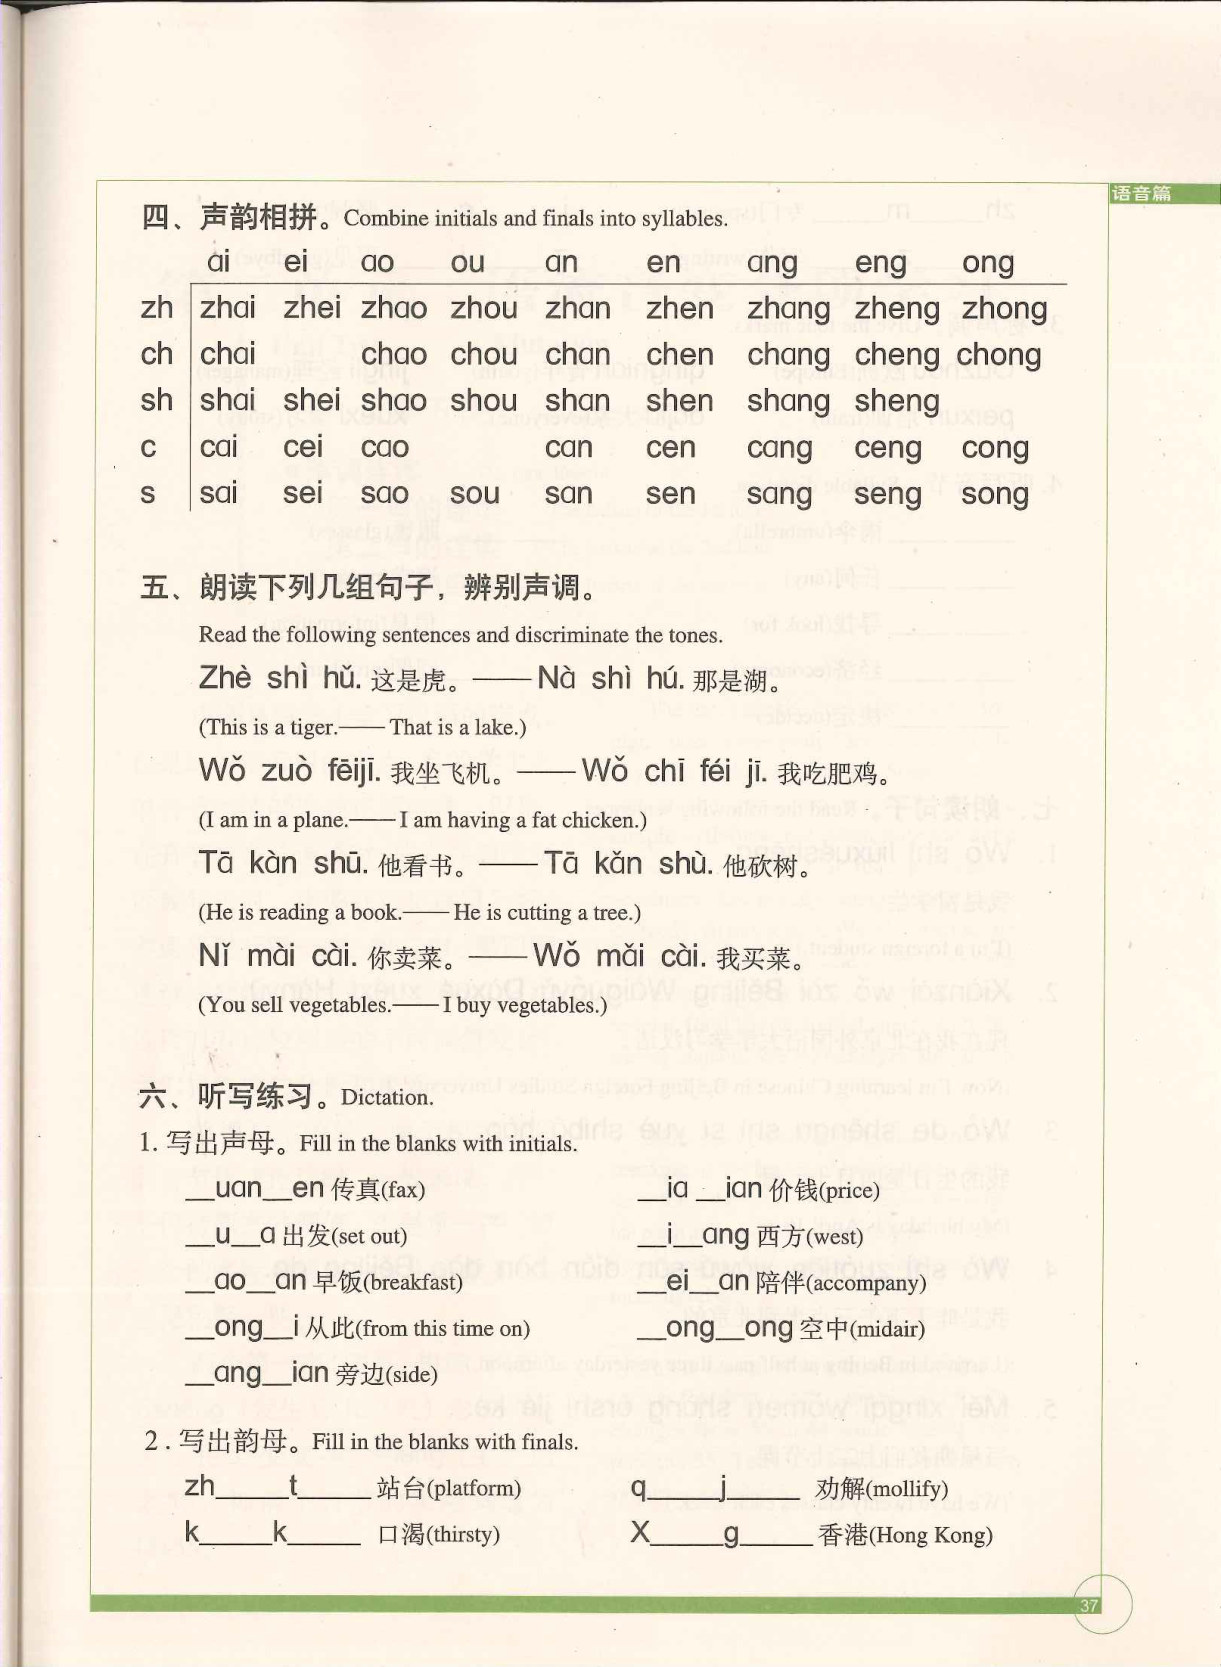 语音篇
四、声韵相拼。Combine initials and finals into syllables.
ai ei ao ou an en ang eng ong
zh zhai zhei zhao zhou zhan zhen zhang zheng zhong
ch chai chao chou chan chen chang cheng chong
sh shai shei shao shou shan shen shang sheng
c cai cei cao can cen cang ceng cong
s sai sei sao sou san sen sang seng song
五、朗读下列几组句子，辨别声调。
Read the following sentences and discriminate the tones.
Zhè shì hǔ. 这是虎。——Nà shì hú. 那是湖。
(This is a tiger.—— That is a lake.)
Wǒ zuò fēijī. 我坐飞机。——Wǒ chī féi jī. 我吃肥鸡。
(I am in a plane.——I am having a fat chicken.)
Tā kàn shū. 他看书。——Tā kǎn shù. 他砍树。
(He is reading a book.—— He is cutting a tree.)
Nǐ mài cài. 你卖菜。——Wǒ mǎi cài. 我买菜。
(You sell vegetables.——I buy vegetables.)
六、听写练习。Dictation.
1. 写出声母。Fill in the blanks with initials.
__uan__en 传真(fax) __ia __ian 价钱(price)
__u__a 出发(set out) __i__ang 西方(west)
__ao__an 早饭(breakfast) __ei__an 陪伴(accompany)
__ong__i 从此(from this time on) __ong__ong 空中(midair)
__ang__ian 旁边(side)
2 . 写出韵母。Fill in the blanks with finals.
zh_____t_____ 站台(platform) q_____j_____ 劝解(mollify)
k_____k_____ 口渴(thirsty) X_____g_____ 香港(Hong Kong)
37